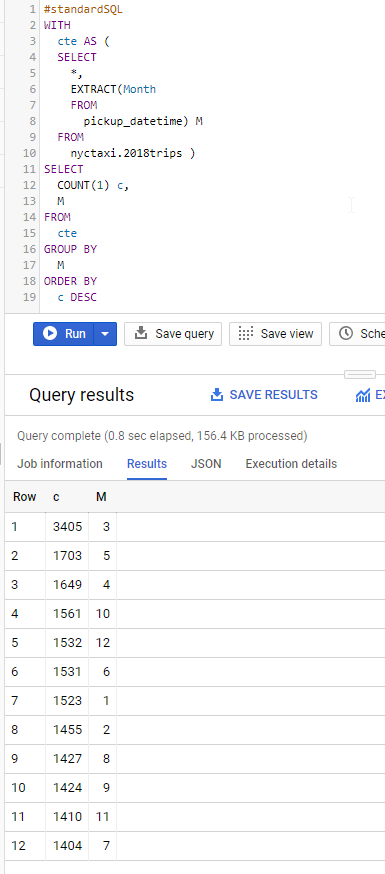 1 #standardSQL
2 WITH
3 cte AS (
4 SELECT
5 *,
6 EXTRACT(Month
7 FROM
8 pickup_datetime) M
9 FROM
10 nyctaxi.2018trips )
11 SELECT
12 COUNT(1) c,
13 M
14 FROM
15 cte
16 GROUP BY
17 M
18 ORDER BY
19 c DESC
Run Save query Save view Sche
Query results SAVE RESULTS EX
Query complete (0.8 sec elapsed, 156.4 KB processed)
Job information Results JSON Execution details
Row c M
1 3405 3
2 1703 5
3 1649 4
4 1561 10
5 1532 12
6 1531 6
7 1523 1
8 1455 2
9 1427 8
10 1424 9
11 1410 11
12 1404 7